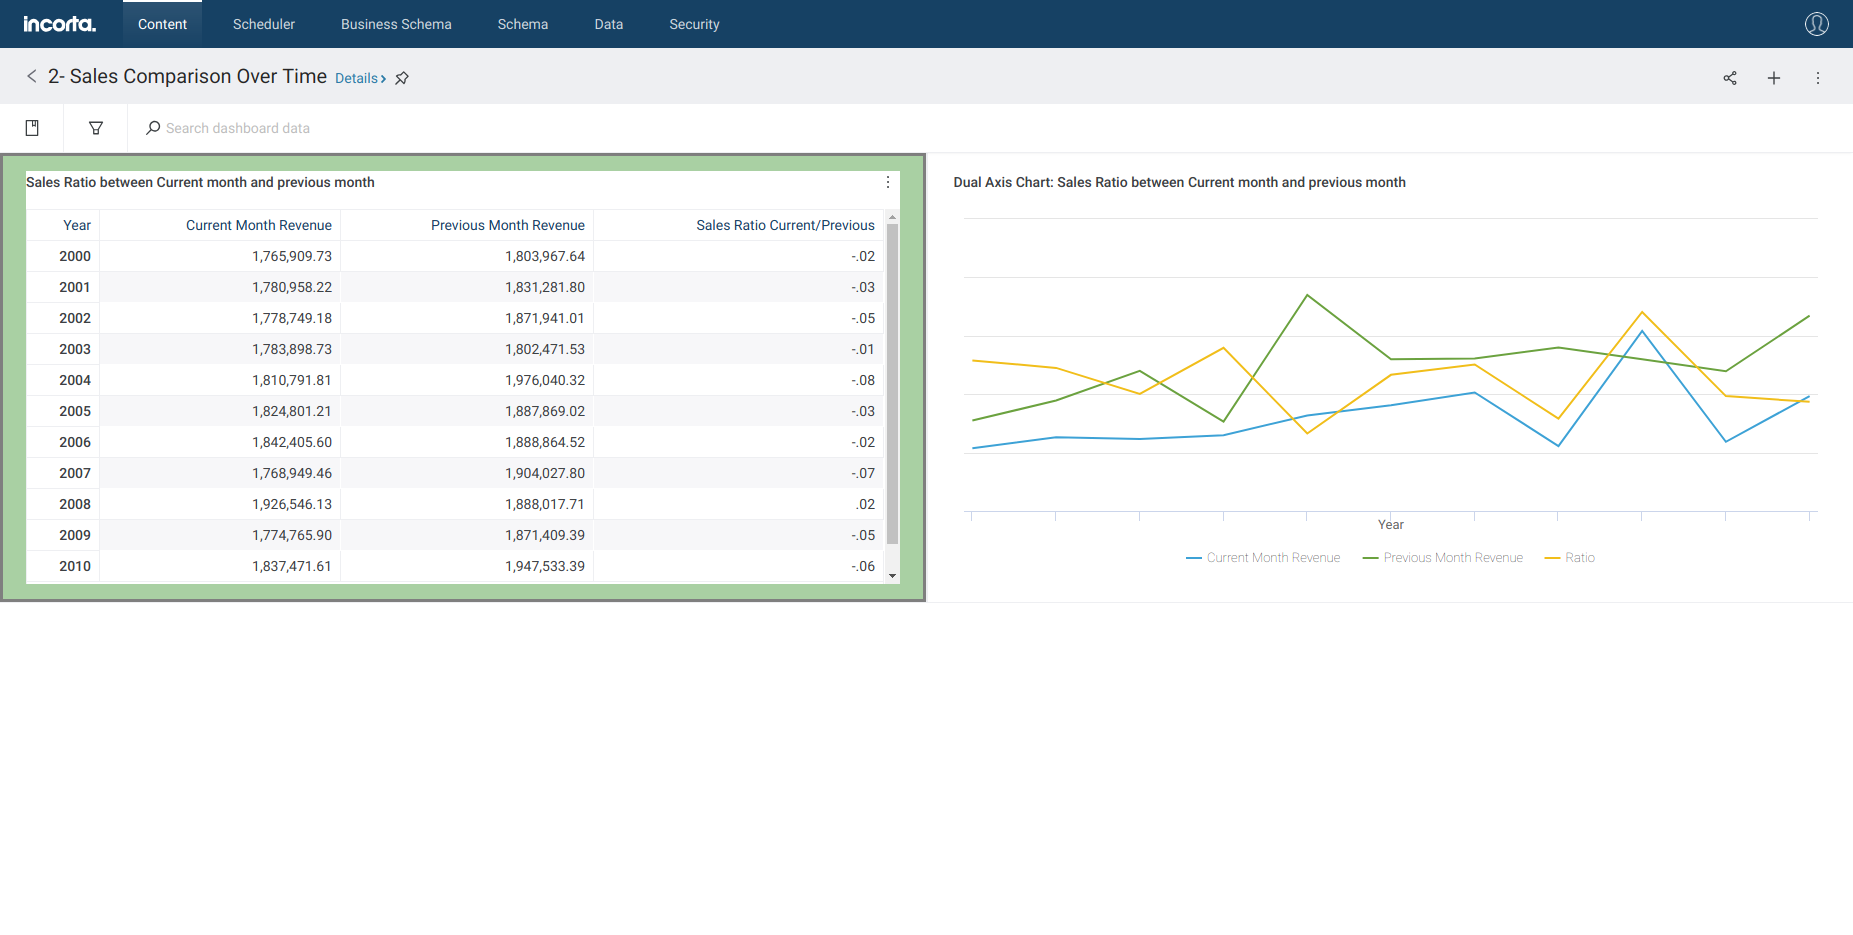 incorta. Content Scheduler Business Schema Schema Data Security
2- Sales Comparison Over Time Details
Search dashboard data
Sales Ratio between Current month and previous month
Year Current Month Revenue Previous Month Revenue Sales Ratio Current/Previous
2000 1,765,909.73 1,803,967.64 -.02
2001 1,780,958.22 1,831,281.80 -.03
2002 1,778,749.18 1,871,941.01 -.05
2003 1,783,898.73 1,802,471.53 -.01
2004 1,810,791.81 1,976,040.32 -.08
2005 1,824,801.21 1,887,869.02 -.03
2006 1,842,405.60 1,888,864.52 -.02
2007 1,768,949.46 1,904,027.80 -.07
2008 1,926,546.13 1,888,017.71 .02
2009 1,774,765.90 1,871,409.39 -.05
2010 1,837,471.61 1,947,533.39 -.06
Dual Axis Chart: Sales Ratio between Current month and previous month
Year
Current Month Revenue Previous Month Revenue Ratio